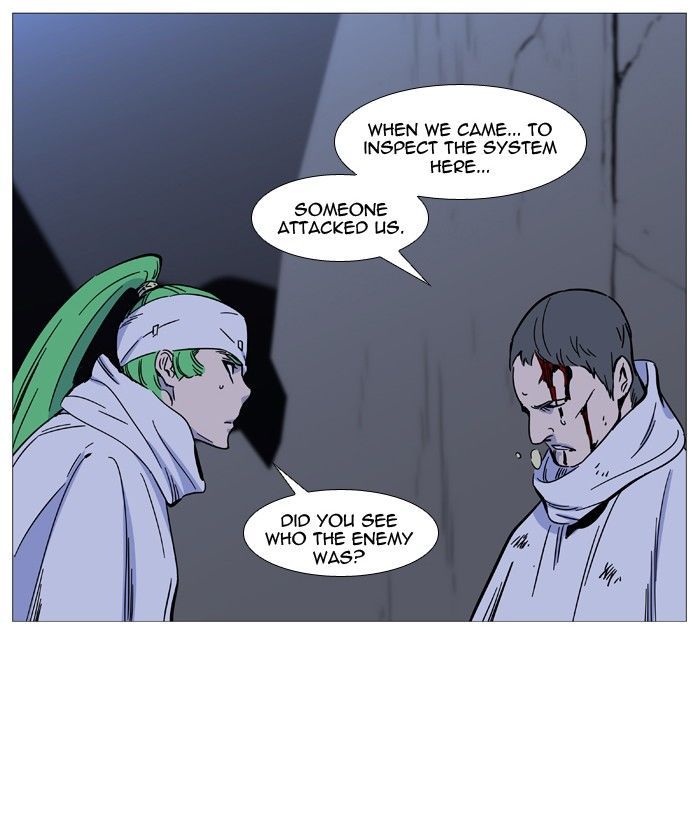 WHEN WE CAME... TO
INSPECT THE SYSTEM
HERE...
SOMEONE
ATTACKED US.
DID YOU SEE
WHO THE ENEMY
WAS?